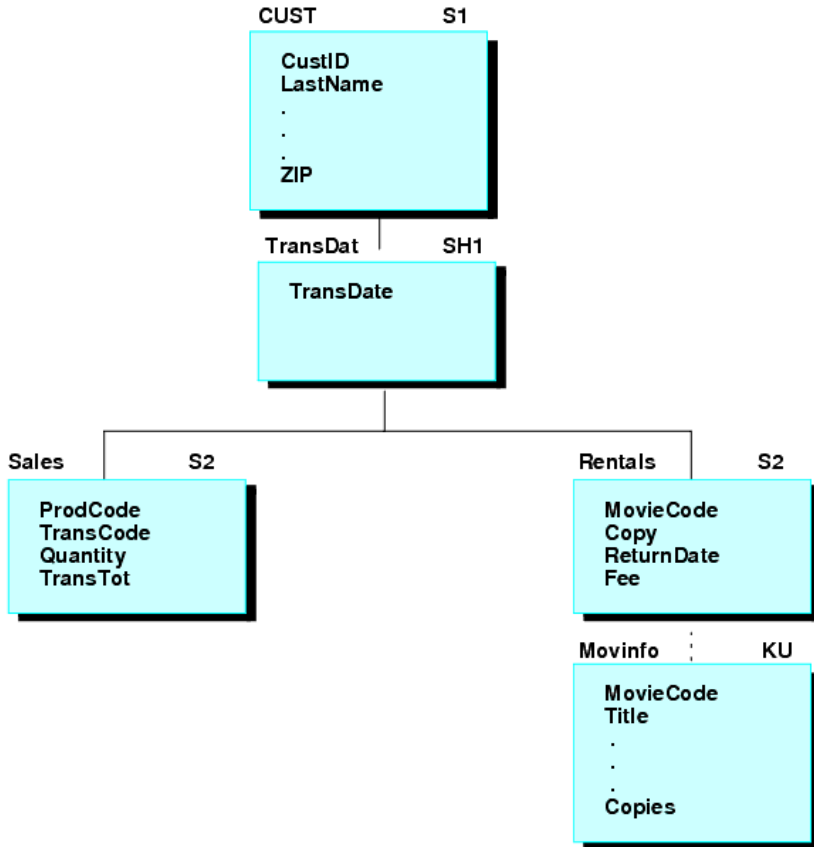 CUST S1
CustID
LastName
.
.
.
ZIP
TransDat SH1
TransDate
Sales S2
ProdCode
TransCode
Quantity
TransTot
Rentals S2
MovieCode
Copy
ReturnDate
Fee
Movinfo KU
MovieCode
Title
.
.
.
Copies